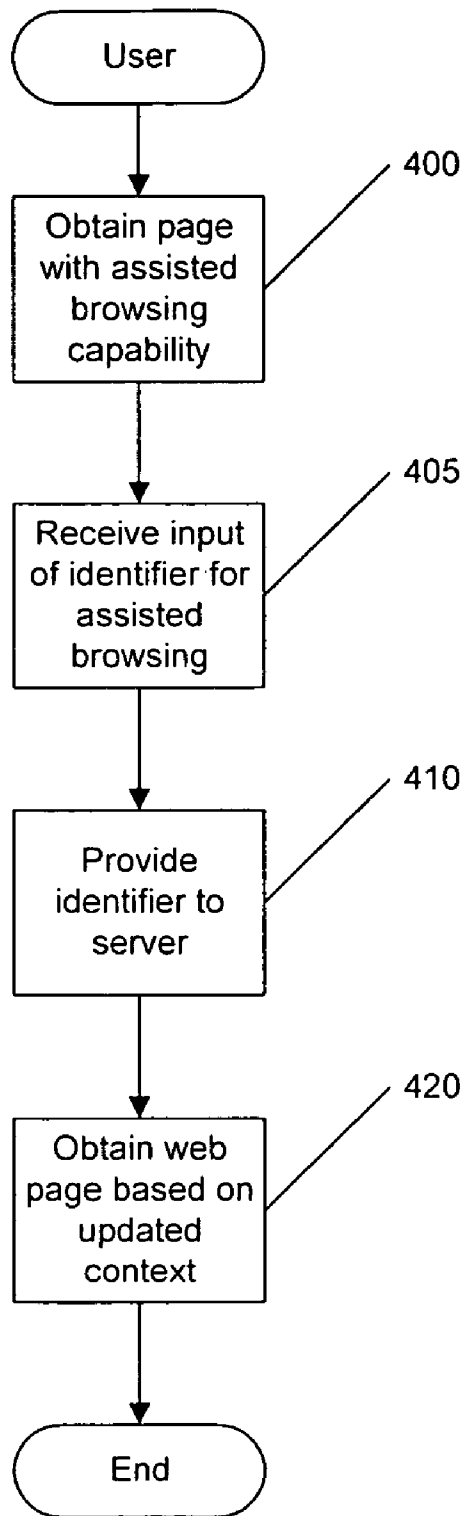 User
400
Obtain page
with assisted
browsing
capability
405
Receive input
of identifier for
assisted
browsing
410
Provide
identifier to
server
420
Obtain web
page based on
updated
context
End